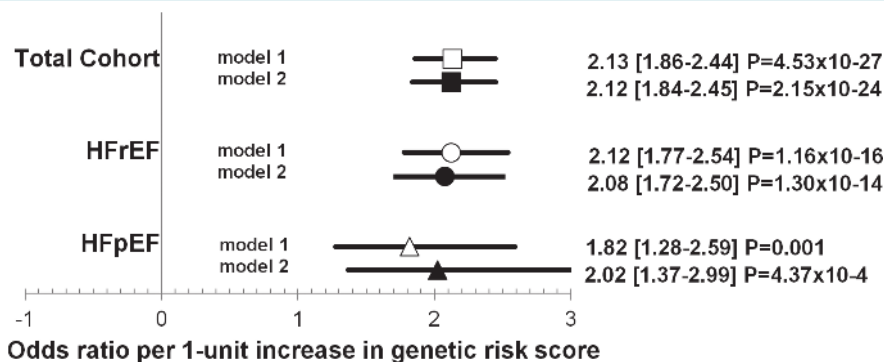 Total Cohort model 1 2.13 [1.86-2.44] P=4.53x10-27
model 2 2.12 [1.84-2.45] P=2.15x10-24
HFrEF model 1 2.12 [1.77-2.54] P=1.16x10-16
model 2 2.08 [1.72-2.50] P=1.30x10-14
HFpEF model 1 1.82 [1.28-2.59] P=0.001
model 2 2.02 [1.37-2.99] P=4.37x10-4
-1 0 1 2 3
Odds ratio per 1-unit increase in genetic risk score